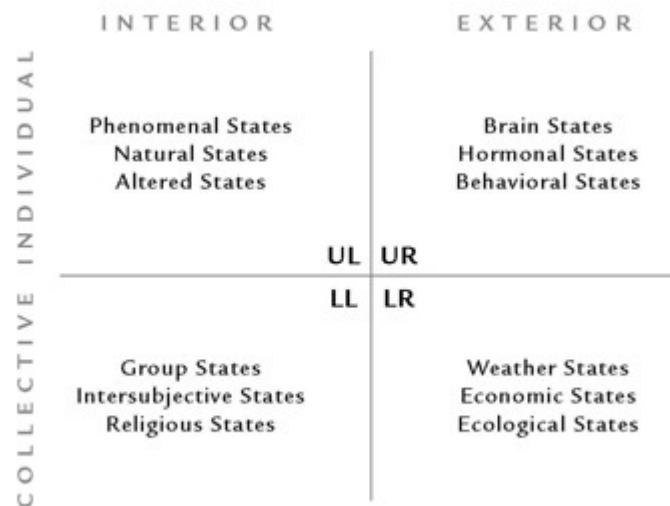 INTERIOR
EXTERIOR
INDIVIDUAL
Phenomenal States
Natural States
Altered States
Brain States
Hormonal States
Behavioral States
UL
UR
LL
LR
COLLECTIVE
Group States
Intersubjective States
Religious States
Weather States
Economic States
Ecological States